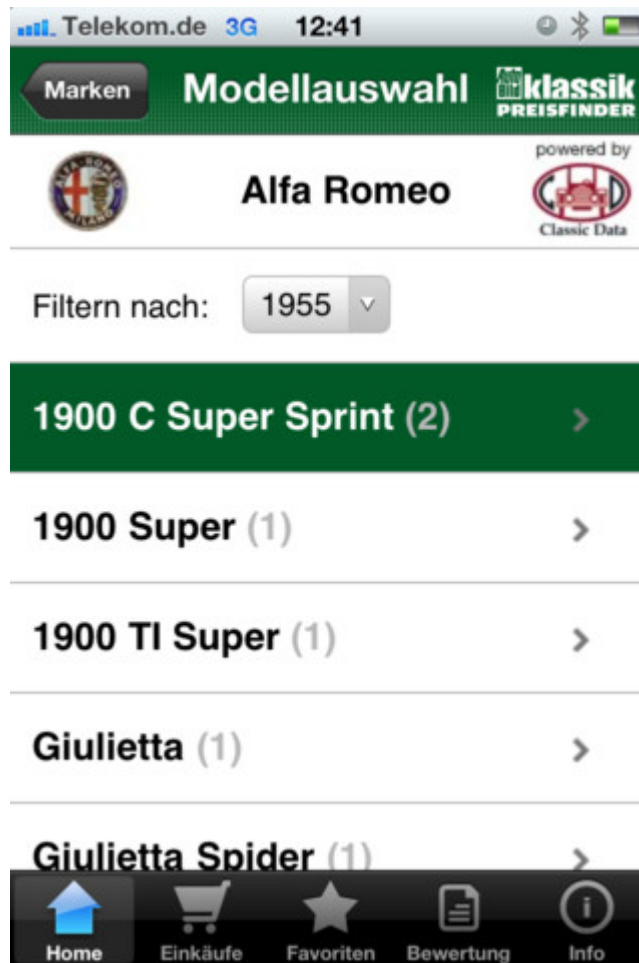 Telekom.de 3G 12:41
Marken Modellauswahl klassik
PREISFINDER
powered by
Alfa Romeo
Classic Data
Filtern nach: 1955
1900 C Super Sprint (2)
1900 Super (1)
1900 TI Super (1)
Giulietta (1)
Giulietta Spider (1)
Home Einkäufe Favoriten Bewertung Info